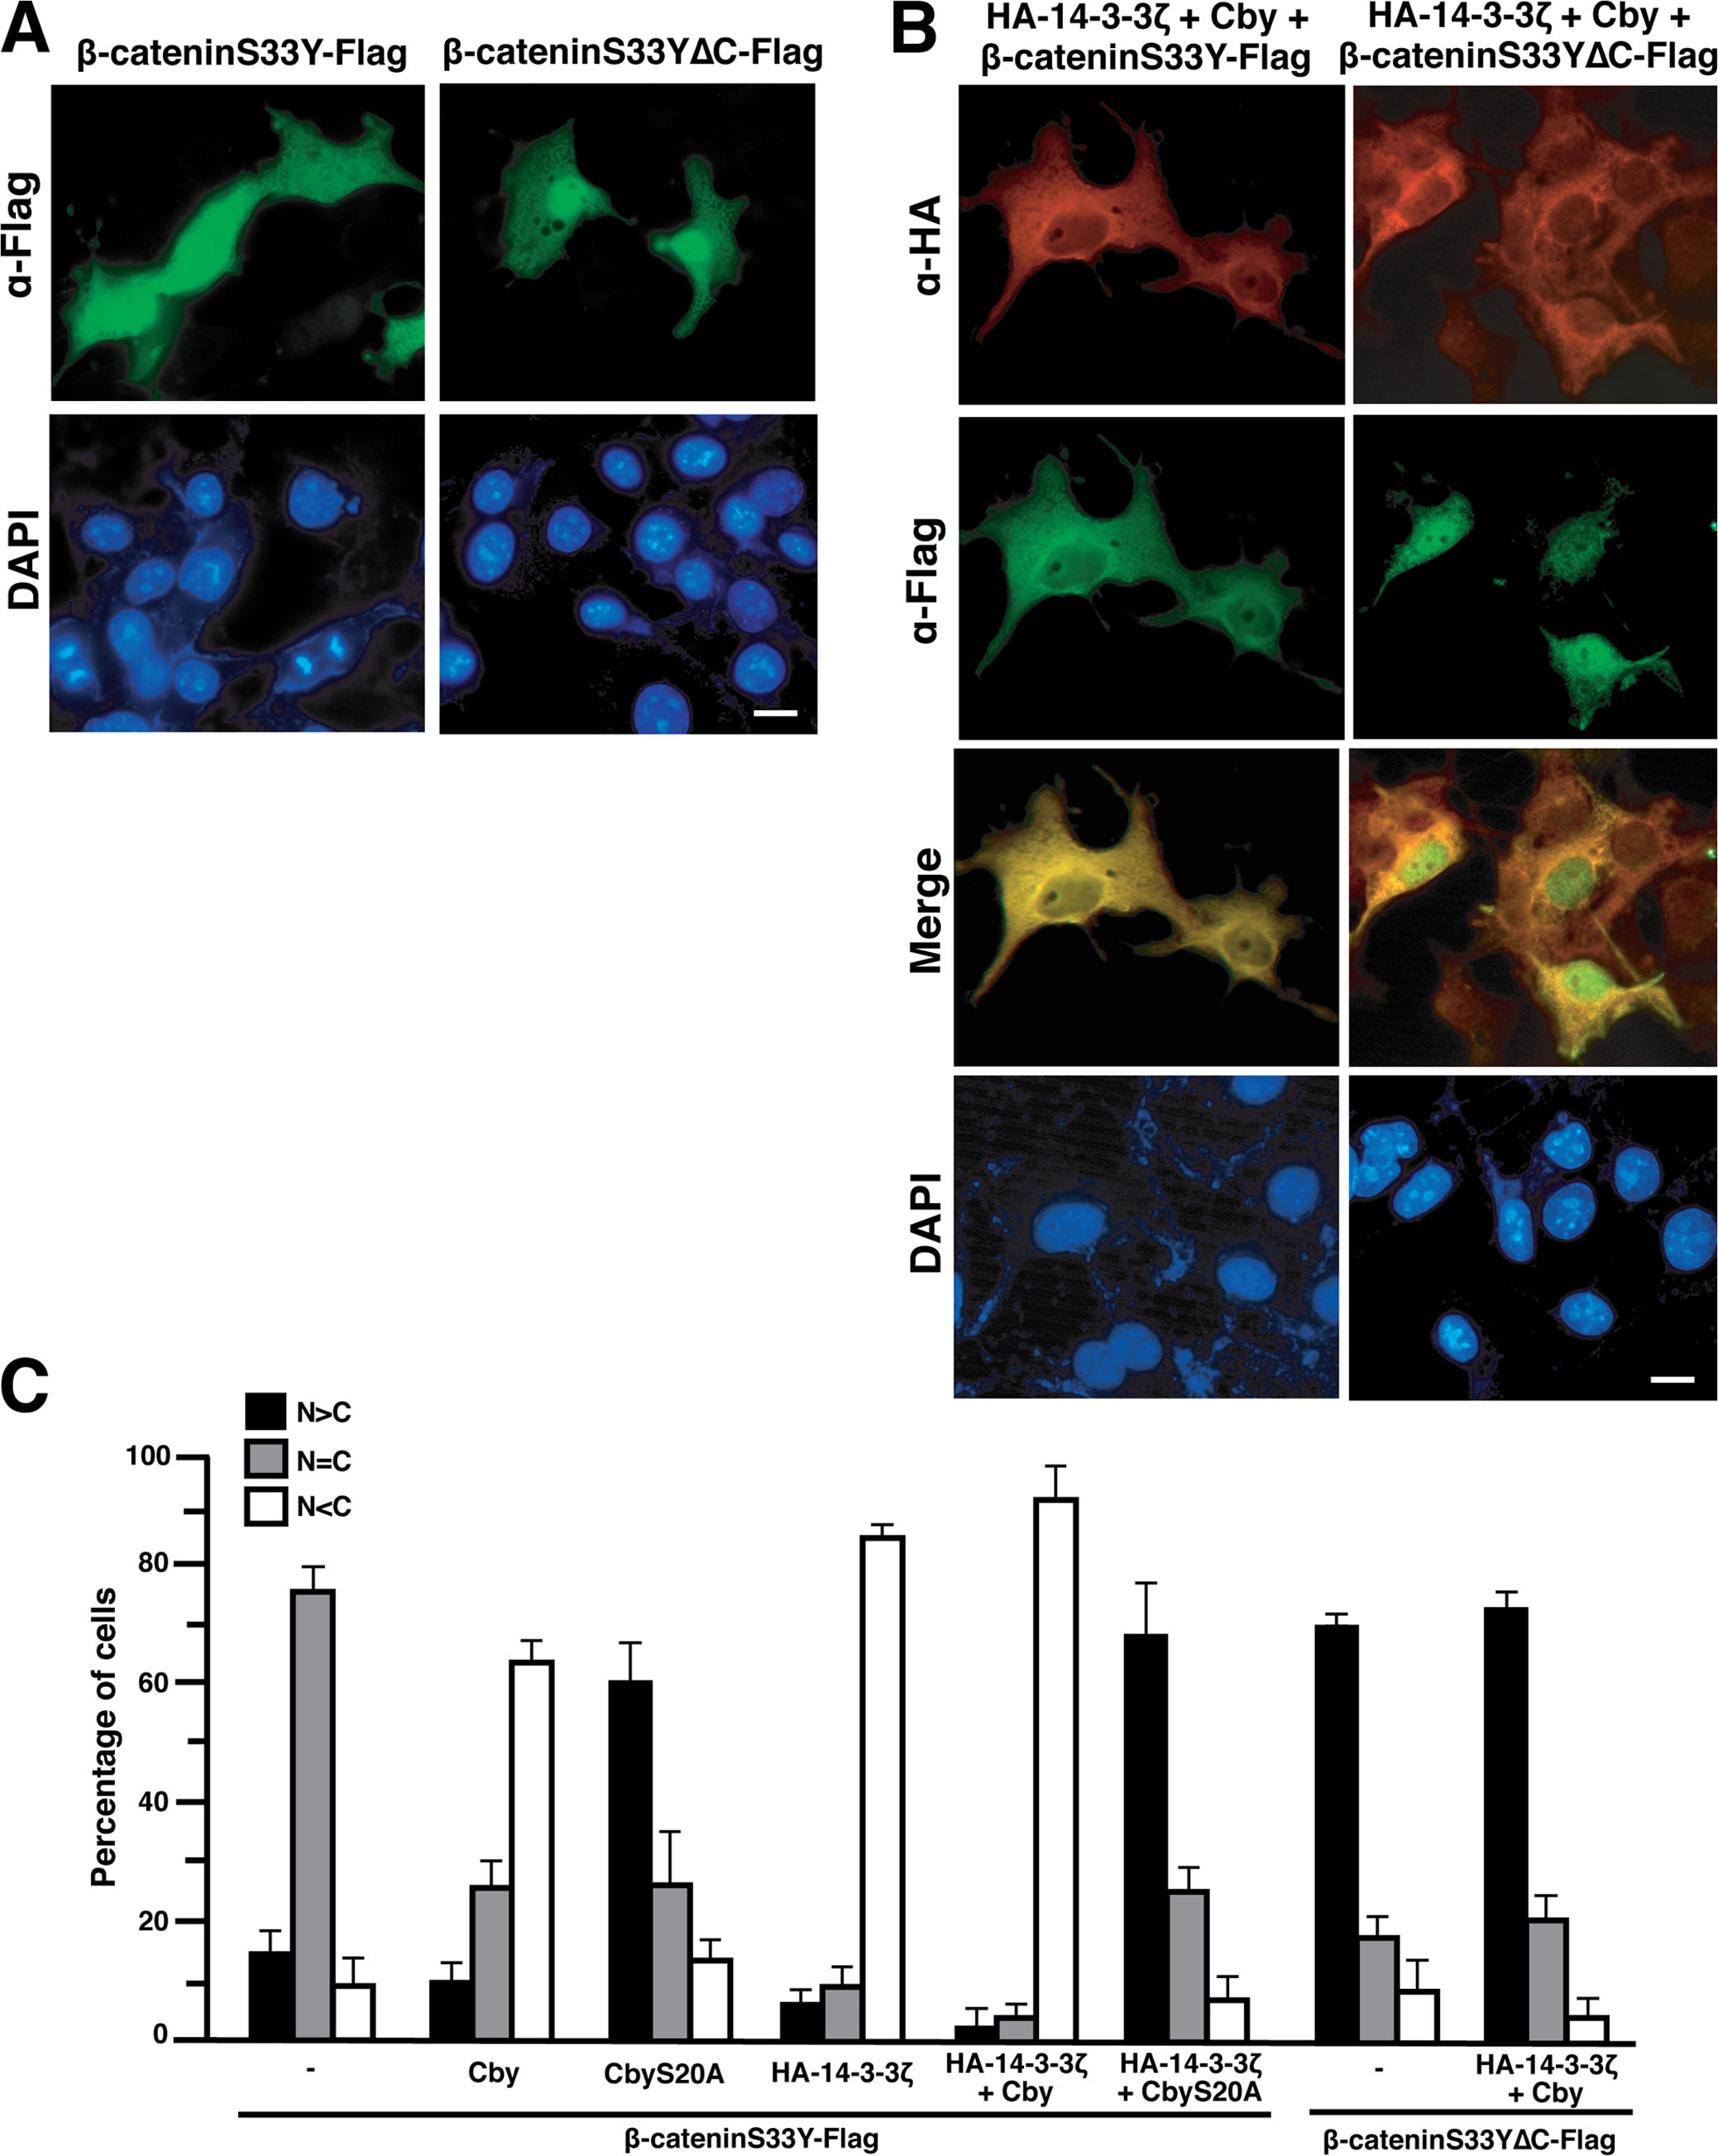 A
β-cateninS33Y-Flag
β-cateninS33YΔC-Flag
α-Flag
DAPI
B
HA-14-3-3ζ + Cby +
β-cateninS33Y-Flag
HA-14-3-3ζ + Cby +
β-cateninS33YΔC-Flag
α-HA
α-Flag
Merge
DAPI
C
N>C
N=C
N<C
Percentage of cells
100
80
60
40
20
0
-
Cby
CbyS20A
HA-14-3-3ζ
HA-14-3-3ζ
+ Cby
HA-14-3-3ζ
+ CbyS20A
-
HA-14-3-3ζ
+ Cby
β-cateninS33Y-Flag
β-cateninS33YΔC-Flag